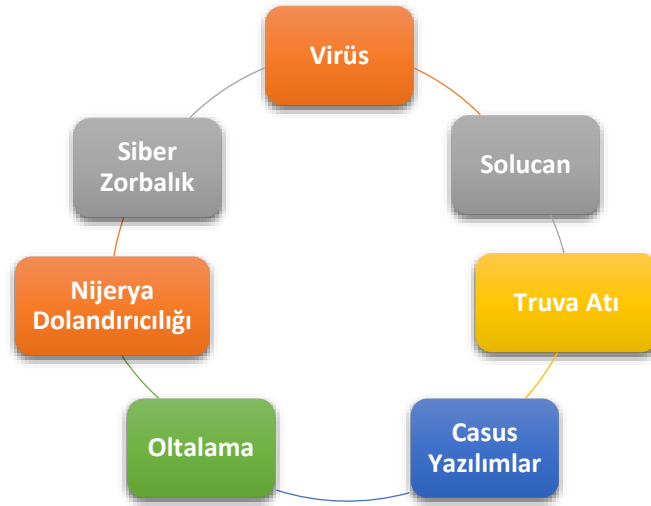 Virüs
Solucan
Truva Atı
Casus
Yazılımlar
Oltalama
Nijerya
Dolandırıcılığı
Siber
Zorbalık